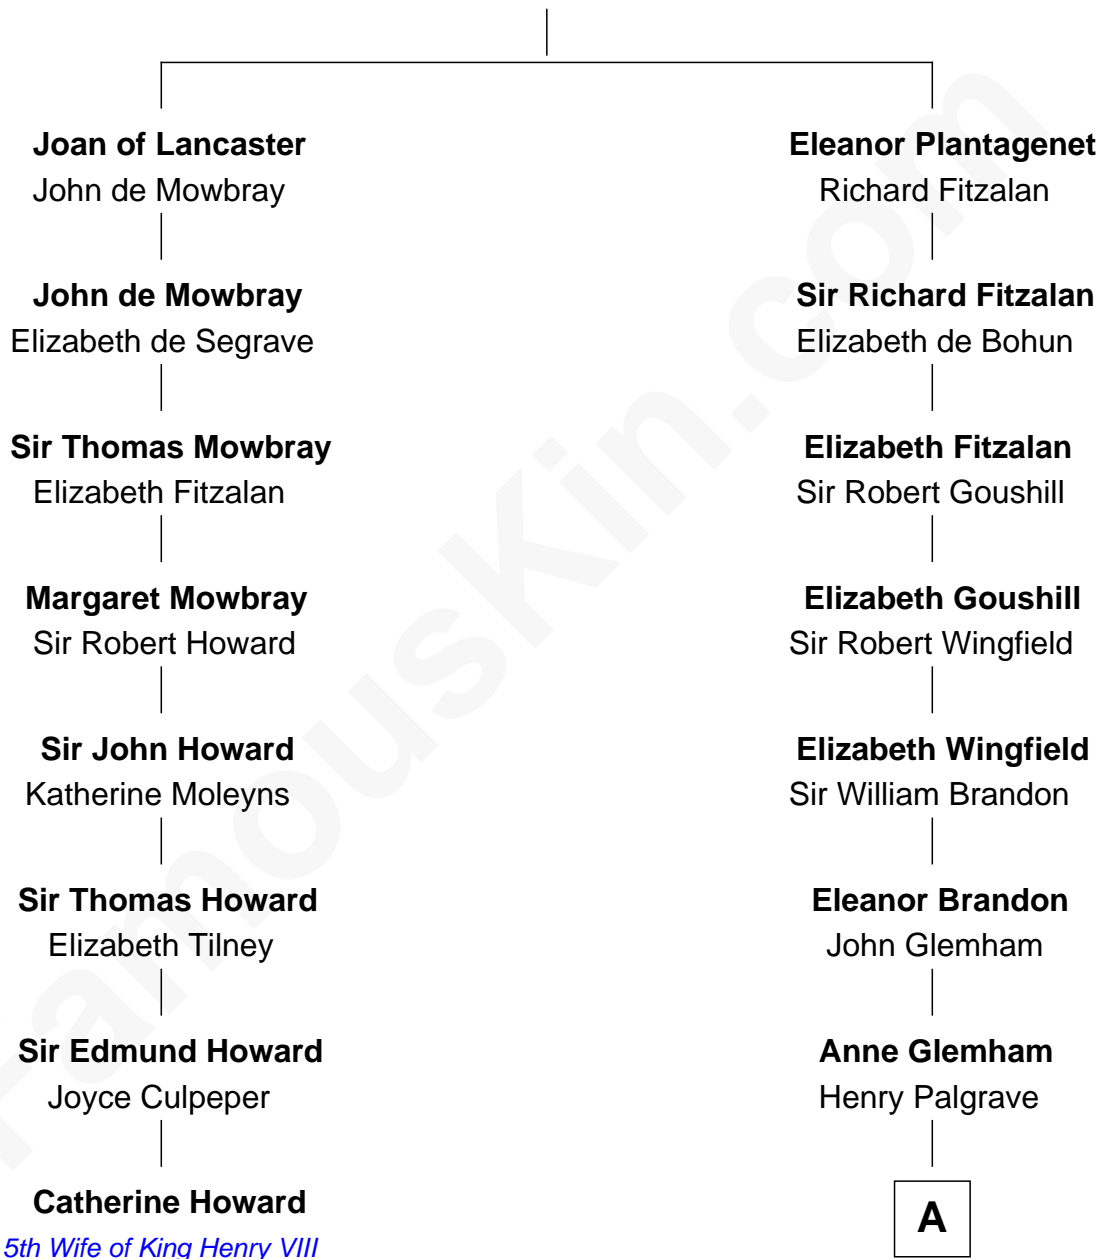 Joan of Lancaster
John de Mowbray
Eleanor Plantagenet
Richard Fitzalan
John de Mowbray
Elizabeth de Segrave
Sir Richard Fitzalan
Elizabeth de Bohun
Sir Thomas Mowbray
Elizabeth Fitzalan
Elizabeth Fitzalan
Sir Robert Goushill
Margaret Mowbray
Sir Robert Howard
Elizabeth Goushill
Sir Robert Wingfield
Sir John Howard
Katherine Moleyns
Elizabeth Wingfield
Sir William Brandon
Sir Thomas Howard
Elizabeth Tilney
Eleanor Brandon
John Glemham
Sir Edmund Howard
Joyce Culpeper
Anne Glemham
Henry Palgrave
Catherine Howard
5th Wife of King Henry VIII
A
FamousKin.com